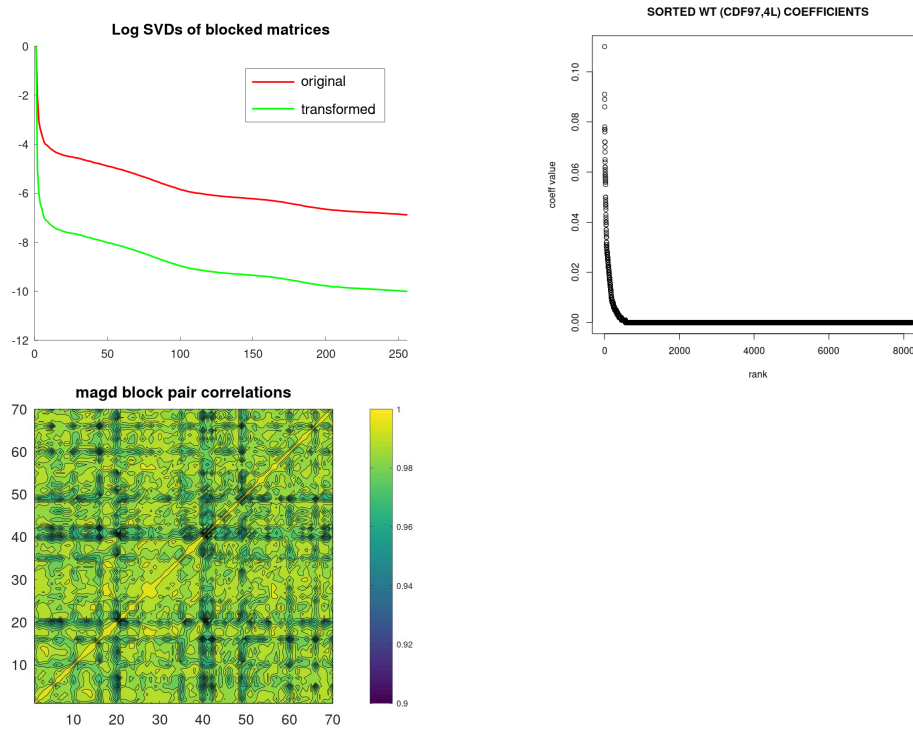 Log SVDs of blocked matrices
0
-2
-4
-6
-8
-10
-12
original
transformed
0 50 100 150 200 250
SORTED WT (CDF97,4L) COEFFICIENTS
coeff value
0.10
0.08
0.06
0.04
0.02
0.00
0 2000 4000 6000 8000
rank
magd block pair correlations
70
60
50
40
30
20
10
10 20 30 40 50 60 70
1
0.98
0.96
0.94
0.92
0.9